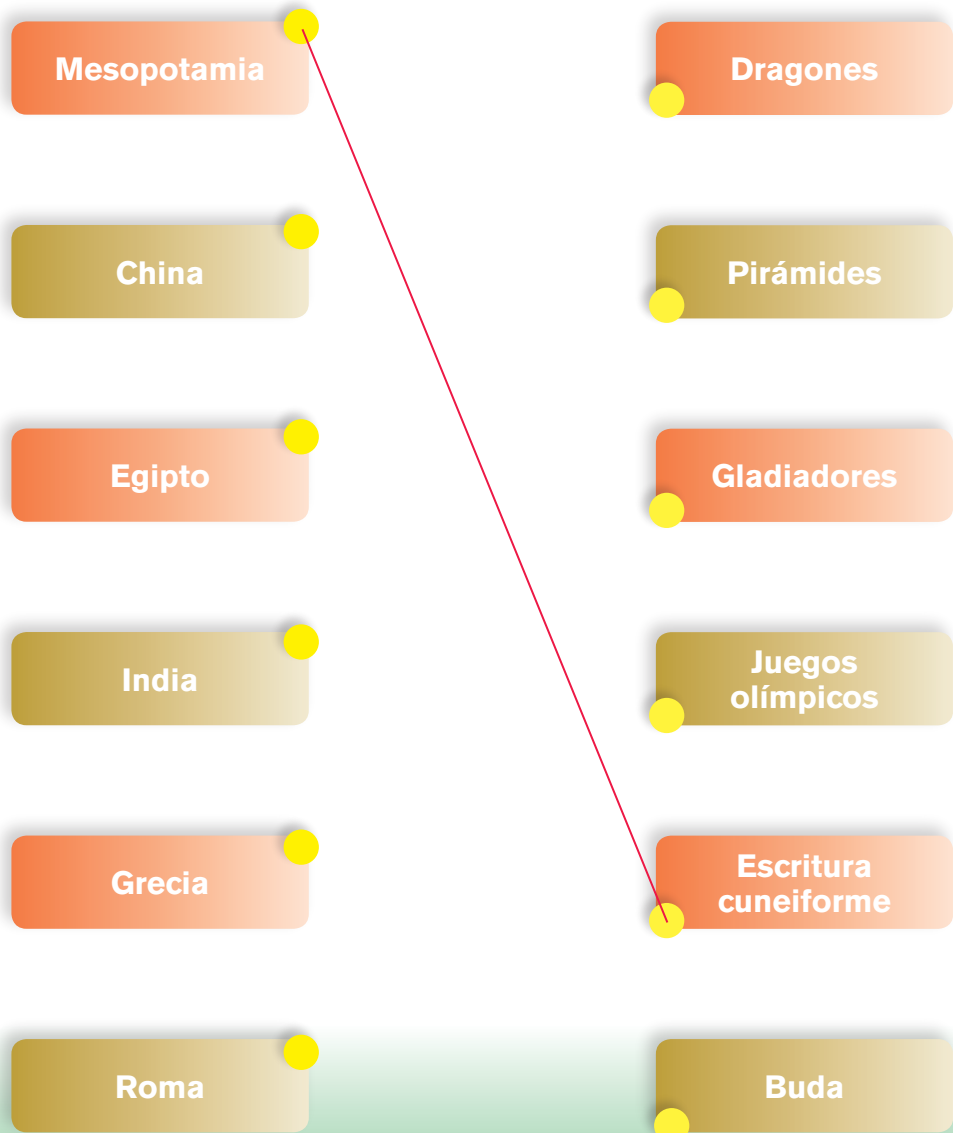 Mesopotamia
Dragones
China
Pirámides
Egipto
Gladiadores
India
Juegos
olímpicos
Grecia
Escritura
cuneiforme
Roma
Buda